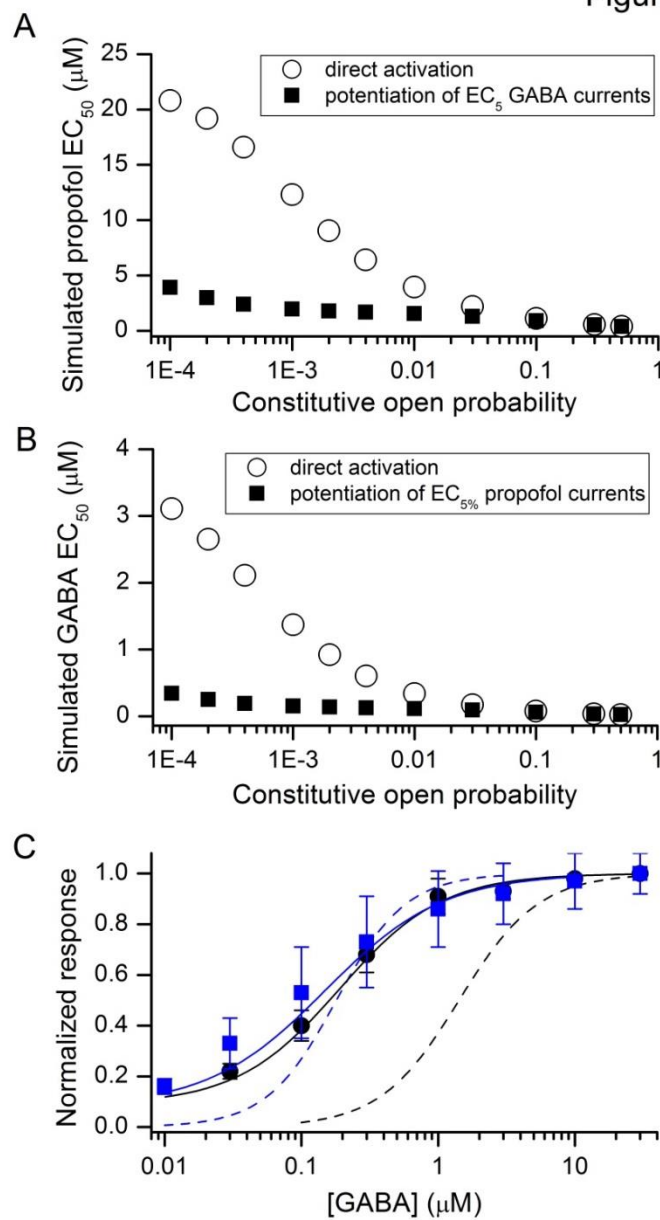 Figur
A
direct activation
potentiation of EC5 GABA currents
Simulated propofol EC50 (μM)
25
20
15
10
5
0
1E-4 1E-3 0.01 0.1 1
Constitutive open probability
B
direct activation
potentiation of EC5% propofol currents
Simulated GABA EC50 (μM)
4
3
2
1
0
1E-4 1E-3 0.01 0.1 1
Constitutive open probability
C
Normalized response
1.0
0.8
0.6
0.4
0.2
0.0
0.01 0.1 1 10
[GABA] (μM)